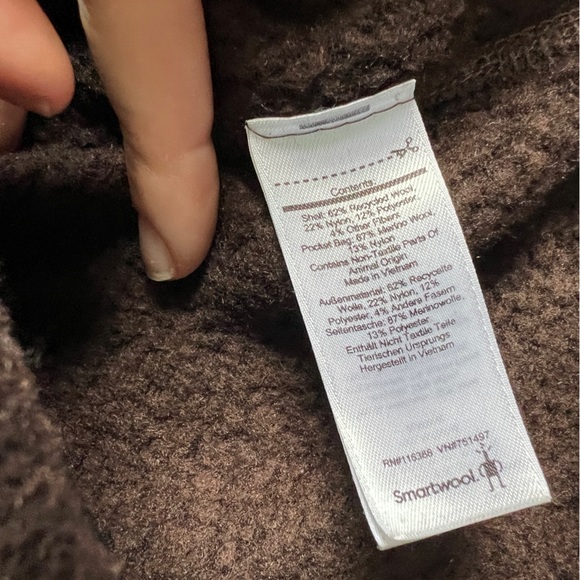 Contents:
Shell: 62% Recycled Wool,
22% Nylon, 12% Polyester,
4% Other Fibers
Pocket Bag: 87% Merino Wool,
13% Nylon
Contains Non-Textile Parts Of
Animal Origin
Made in Vietnam
Außenmaterial: 62% Recycelte
Wolle, 22% Nylon, 12%
Polyester, 4% Andere Fasern
Seitentasche: 87% Merinowolle,
13% Polyester
Enthält Nicht Textile Teile
Tierischen Ursprungs
Hergestellt in Vietnam
RN#116388 VN#751497
Smartwool.